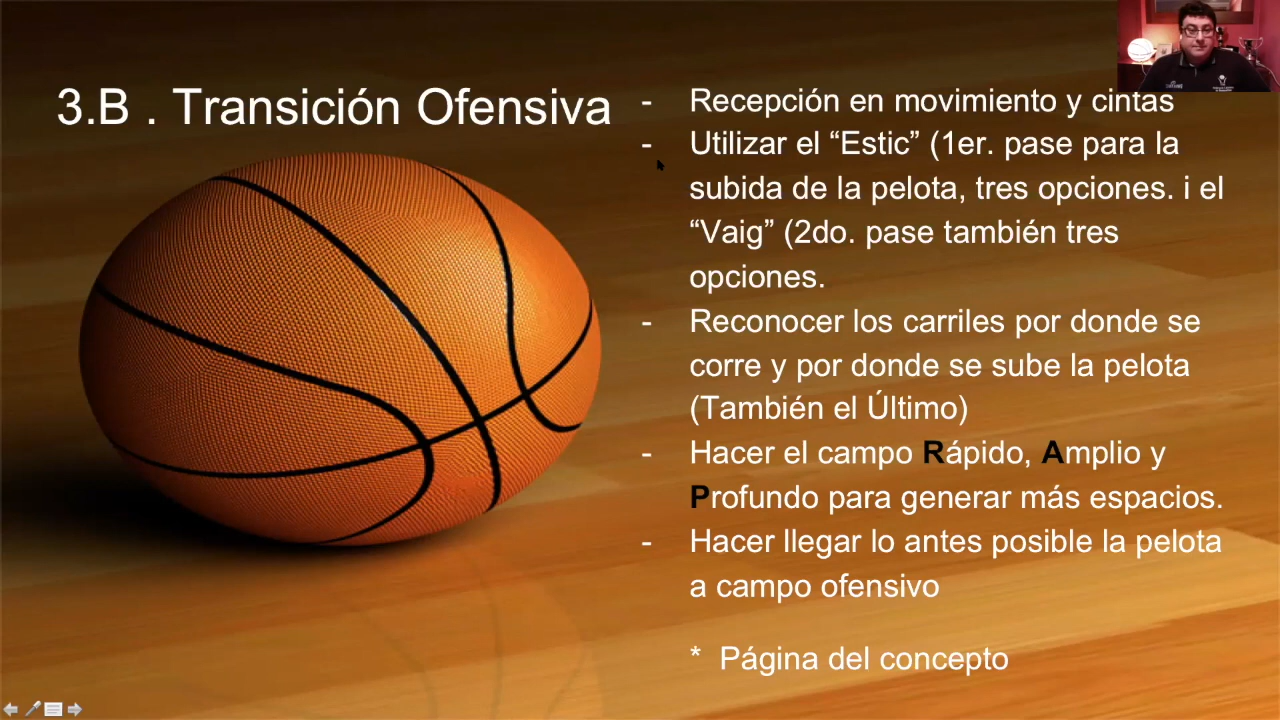 3.B . Transición Ofensiva
- Recepción en movimiento y cintas
- Utilizar el “Estic” (1er. pase para la
subida de la pelota, tres opciones. i el
“Vaig” (2do. pase también tres
opciones.
- Reconocer los carriles por donde se
corre y por donde se sube la pelota
(También el Último)
- Hacer el campo Rápido, Amplio y
Profundo para generar más espacios.
- Hacer llegar lo antes posible la pelota
a campo ofensivo
* Página del concepto